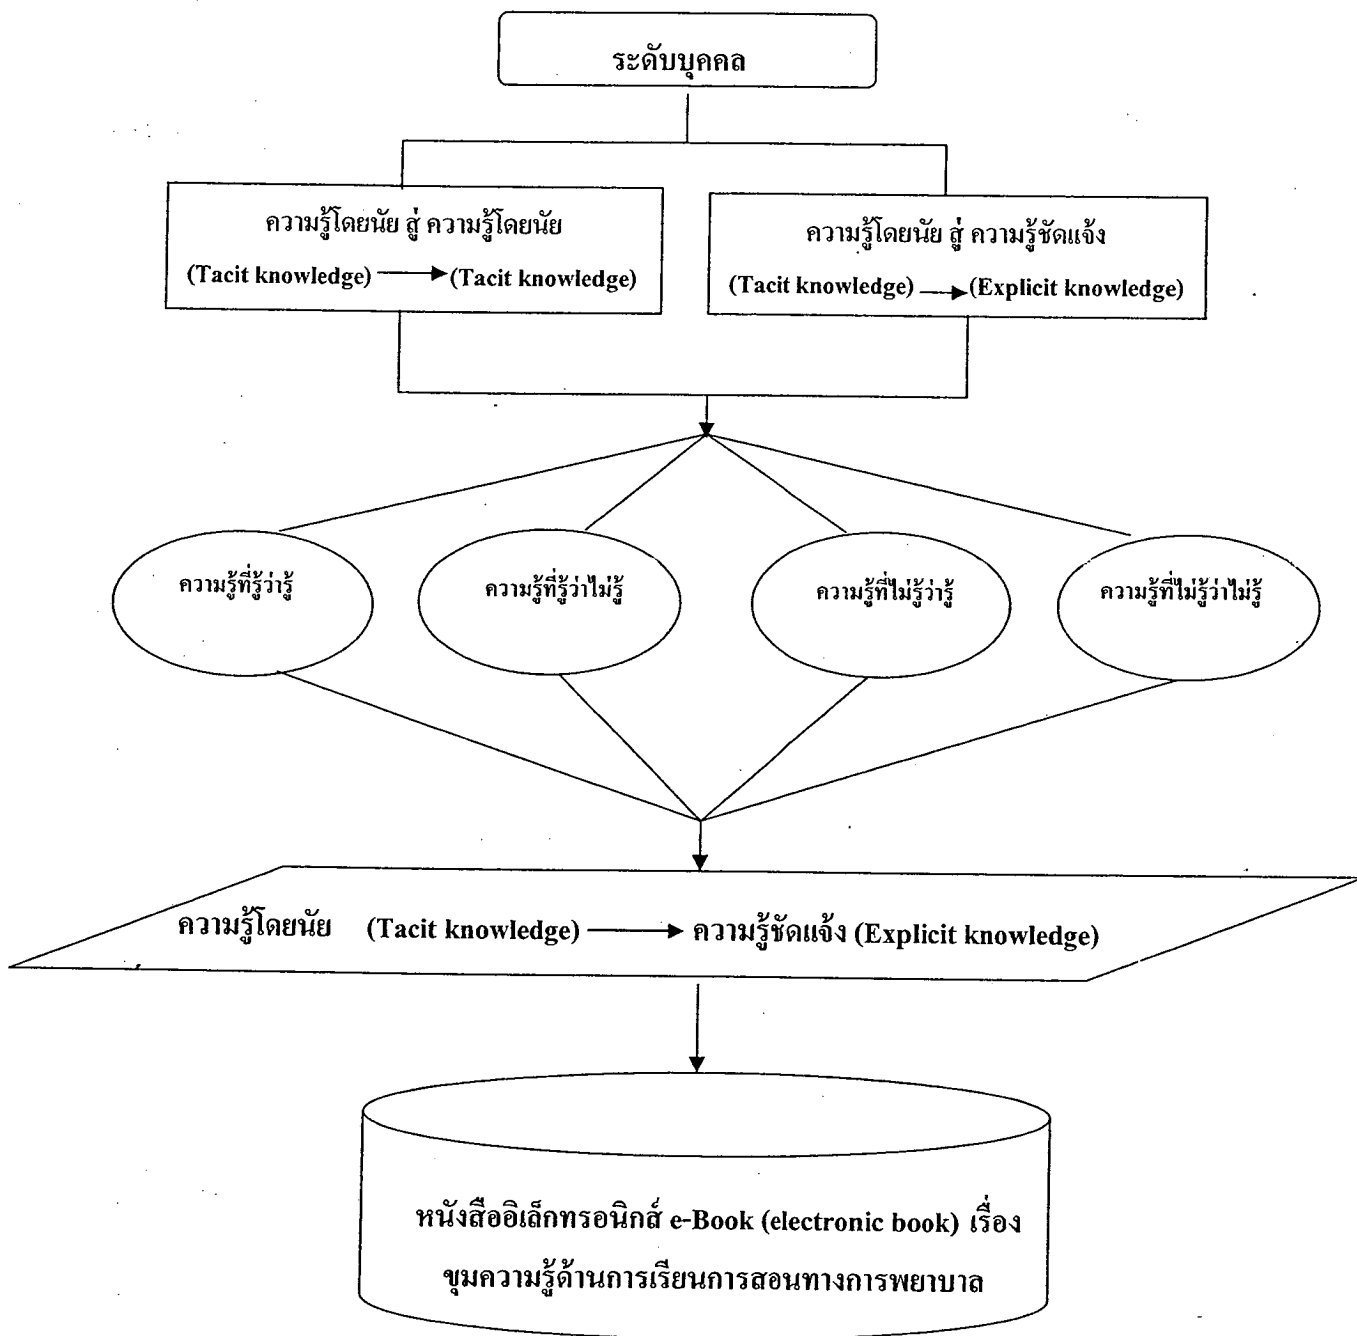 ระดับบุคคล
ความรู้โดยนัย สู่ ความรู้โดยนัย
(Tacit knowledge) → (Tacit knowledge)
ความรู้โดยนัย สู่ ความรู้ชัดแจ้ง
(Tacit knowledge) → (Explicit knowledge)
ความรู้ที่รู้ว่ารู้
ความรู้ที่รู้ว่าไม่รู้
ความรู้ที่ไม่รู้ว่ารู้
ความรู้ที่ไม่รู้ว่าไม่รู้
ความรู้โดยนัย (Tacit knowledge) → ความรู้ชัดแจ้ง (Explicit knowledge)
หนังสืออิเล็กทรอนิกส์ e-Book (electronic book) เรื่อง
ขุมความรู้ด้านการเรียนการสอนทางการพยาบาล